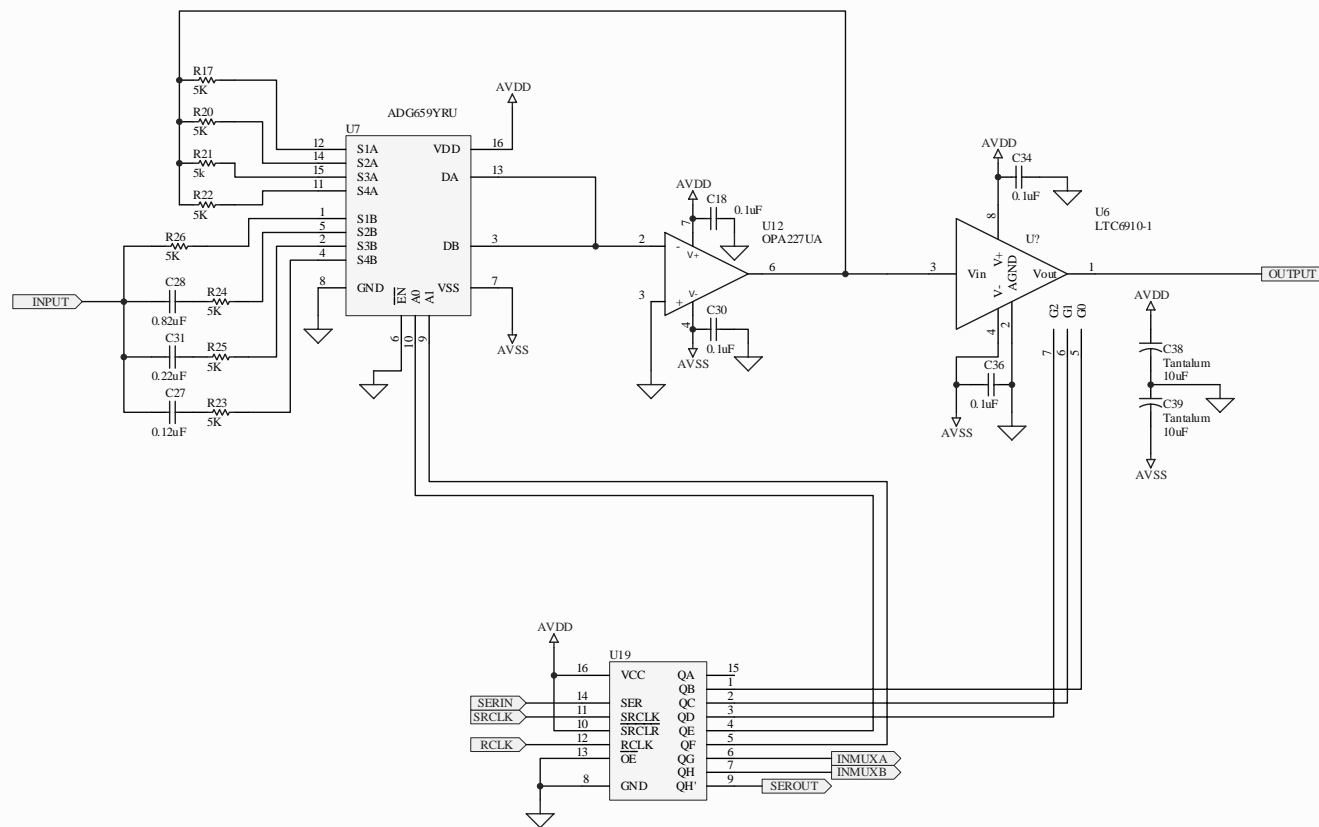 R17
5K
R20
5K
R21
5k
R22
5K
R26
5K
C28
0.82uF
R24
5K
C31
0.22uF
R25
5K
C27
0.12uF
R23
5K
INPUT
ADG659YRU
U7
12 S1A
14 S2A
15 S3A
11 S4A
1 S1B
5 S2B
2 S3B
4 S4B
8 GND
VDD 16
DA 13
DB 3
VSS 7
EN A0 A1
6 10 9
AVDD
AVSS
AVDD
C18
0.1uF
7
U12
OPA227UA
2 - V+
3 + V-
6
4
C30
0.1uF
AVSS
AVDD
C34
0.1uF
8
U6
LTC6910-1
U?
3 Vin V+ V- AGND Vout 1
4 2
G2 G1 G0
7 6 5
C36
0.1uF
AVSS
OUTPUT
AVDD
C38
Tantalum
10uF
C39
Tantalum
10uF
AVSS
AVDD
U19
16 VCC QA 15
QB 1
14 SER QC 2
11 SRCLK QD 3
10 SRCLR QE 4
12 RCLK QF 5
13 OE QG 6
QH 7
8 GND QH' 9
SERIN
SRCLK
RCLK
INMUXA
INMUXB
SEROUT